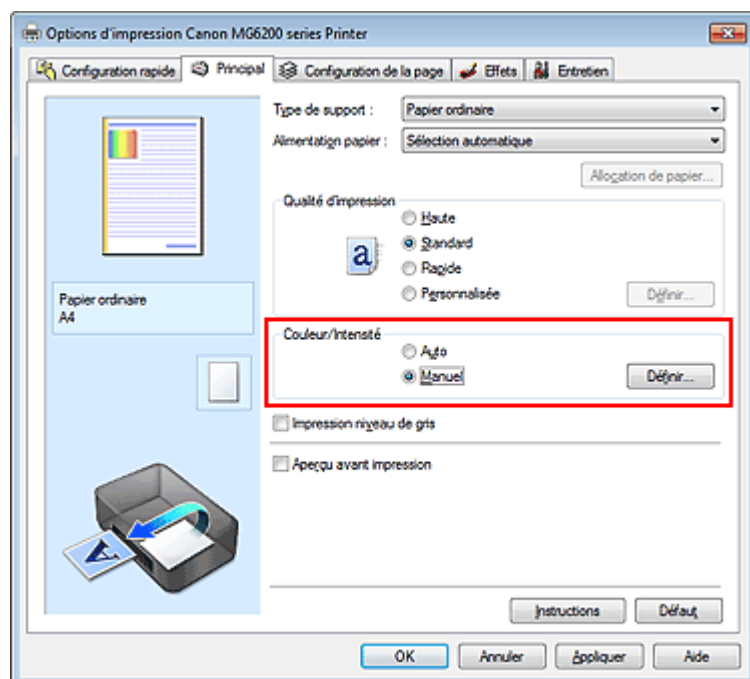 Options d'impression Canon MG6200 series Printer
Configuration rapide Principal Configuration de la page Effets Entretien
Type de support : Papier ordinaire
Alimentation papier : Sélection automatique
Allocation de papier...
Qualité d'impression
Haute
a Standard
Rapide
Personnalisée Définir...
Papier ordinaire
A4
Couleur/Intensité
Auto
Manuel Définir...
Impression niveau de gris
Aperçu avant impression
A
Instructions Défaut
OK Annuler Appliquer Aide